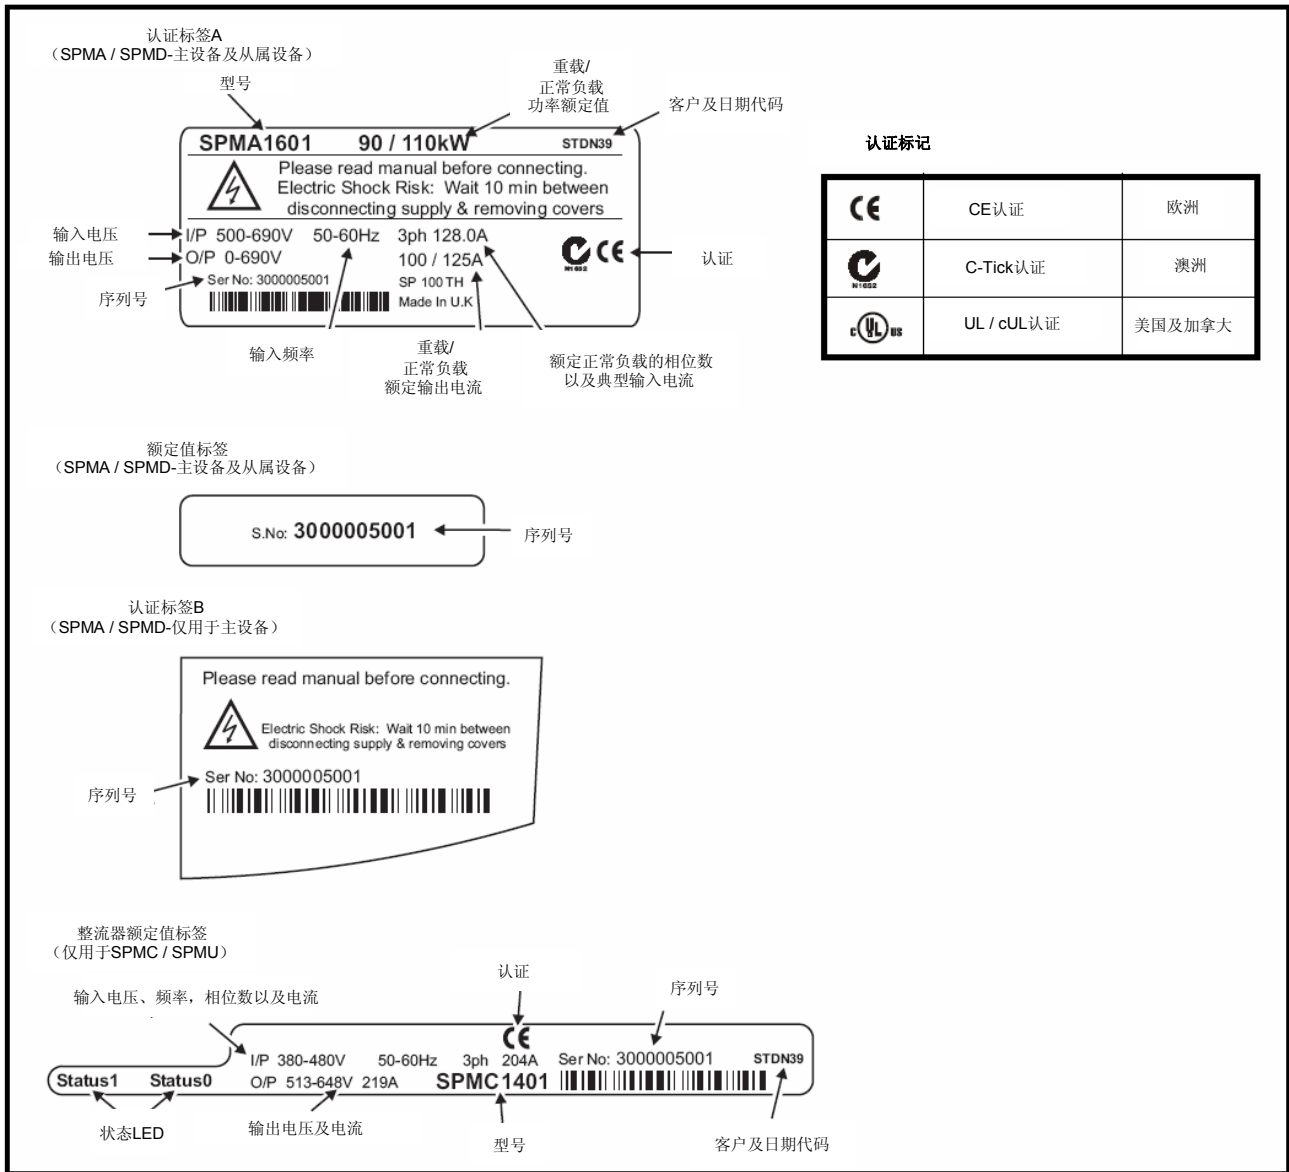 认证标签A
（SPMA / SPMD-主设备及从属设备）
型号
重载/
正常负载
功率额定值
客户及日期代码
SPMA1601 90 / 110kW STDN39
Please read manual before connecting.
Electric Shock Risk: Wait 10 min between
disconnecting supply & removing covers
输入电压
I/P 500-690V 50-60Hz 3ph 128.0A
输出电压
O/P 0-690V 100 / 125A
N1652
CE
认证
序列号
Ser No: 3000005001 SP 100 TH
Made In U.K
输入频率
重载/
正常负载
额定输出电流
额定正常负载的相位数
以及典型输入电流
认证标记
CE CE认证 欧洲
N1652 C-Tick认证 澳洲
c UL us UL / cUL认证 美国及加拿大
额定值标签
（SPMA / SPMD-主设备及从属设备）
S.No: 3000005001
序列号
认证标签B
（SPMA / SPMD-仅用于主设备）
Please read manual before connecting.
Electric Shock Risk: Wait 10 min between
disconnecting supply & removing covers
Ser No: 3000005001
序列号
整流器额定值标签
（仅用于SPMC / SPMU）
输入电压、频率，相位数以及电流
认证
序列号
CE
I/P 380-480V 50-60Hz 3ph 204A Ser No: 3000005001 STDN39
Status1 Status0 O/P 513-648V 219A SPMC1401
状态LED
输出电压及电流
型号
客户及日期代码